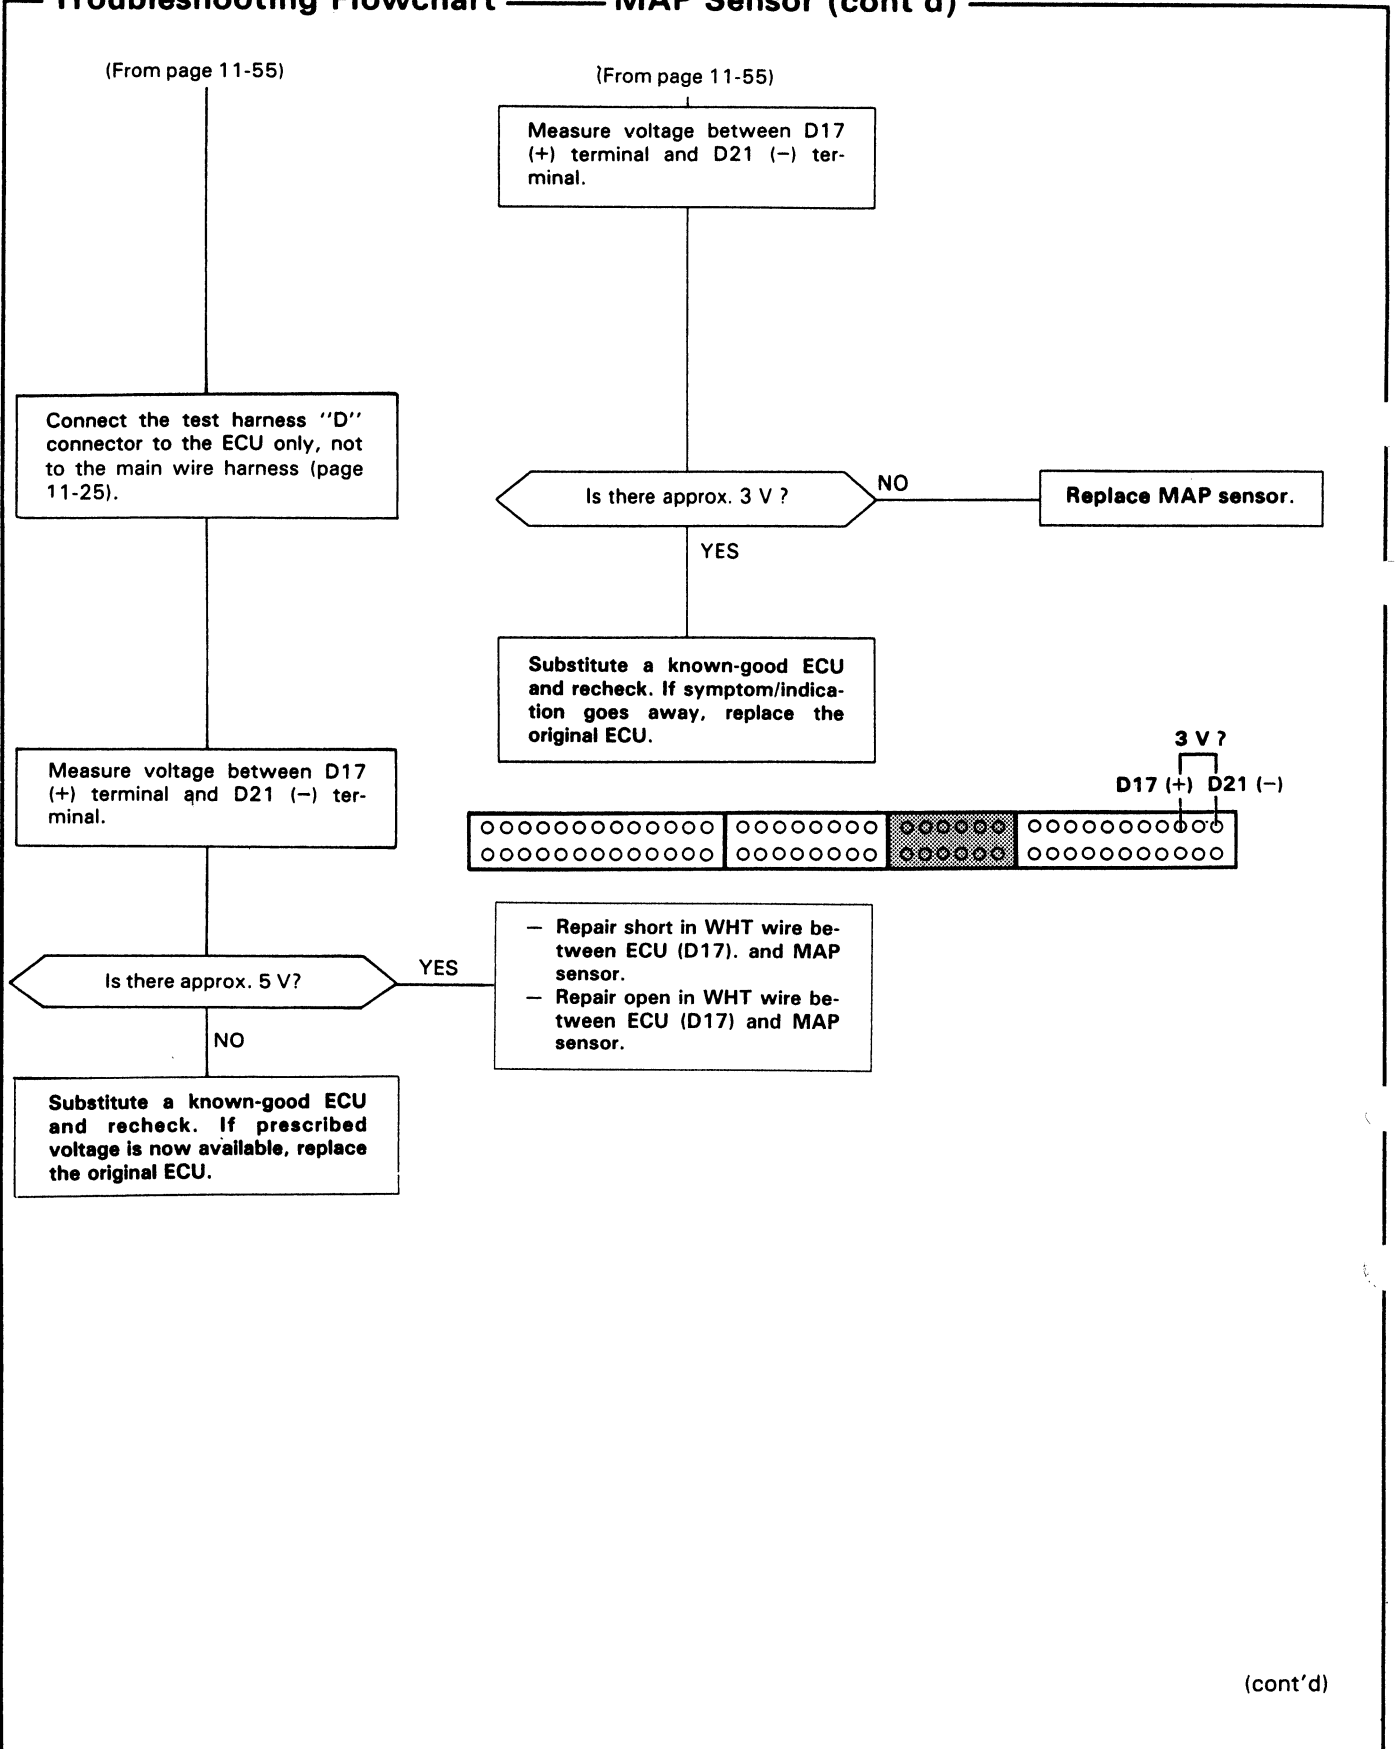 Troubleshooting Flowchart — MAP Sensor (cont'd)
(From page 11-55)
Connect the test harness ''D''
connector to the ECU only, not
to the main wire harness (page
11-25).
Measure voltage between D17
(+) terminal and D21 (−) ter-
minal.
Is there approx. 5 V?
YES
NO
Substitute a known-good ECU
and recheck. If prescribed
voltage is now available, replace
the original ECU.
— Repair short in WHT wire be-
tween ECU (D17). and MAP
sensor.
— Repair open in WHT wire be-
tween ECU (D17) and MAP
sensor.
(From page 11-55)
Measure voltage between D17
(+) terminal and D21 (−) ter-
minal.
Is there approx. 3 V ?
NO
Replace MAP sensor.
YES
Substitute a known-good ECU
and recheck. If symptom/indica-
tion goes away, replace the
original ECU.
3 V ?
D17 (+) D21 (−)
(cont'd)